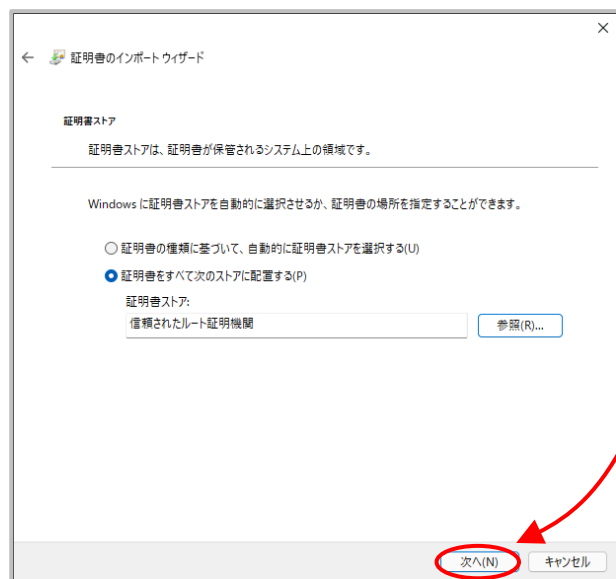 証明書のインポート ウィザード
証明書ストア
証明書ストアは、証明書が保管されるシステム上の領域です。
Windows に証明書ストアを自動的に選択させるか、証明書の場所を指定することができます。
証明書の種類に基づいて、自動的に証明書ストアを選択する(U)
証明書をすべて次のストアに配置する(P)
証明書ストア:
信頼されたルート証明機関
参照(R)...
次へ(N)
キャンセル